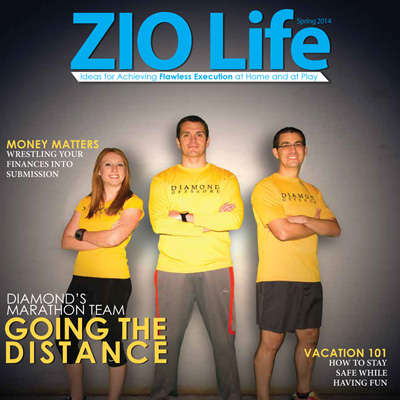 ZIO Life
Spring 2014
Ideas for Achieving Flawless Execution at Home and at Play
MONEY MATTERS
WRESTLING YOUR
FINANCES INTO
SUBMISSION
DIAMOND
OFFSHORE
DIAMOND
DIAMOND'S
MARATHON TEAM
GOING THE
DISTANCE
VACATION 101
HOW TO STAY
SAFE WHILE
HAVING FUN